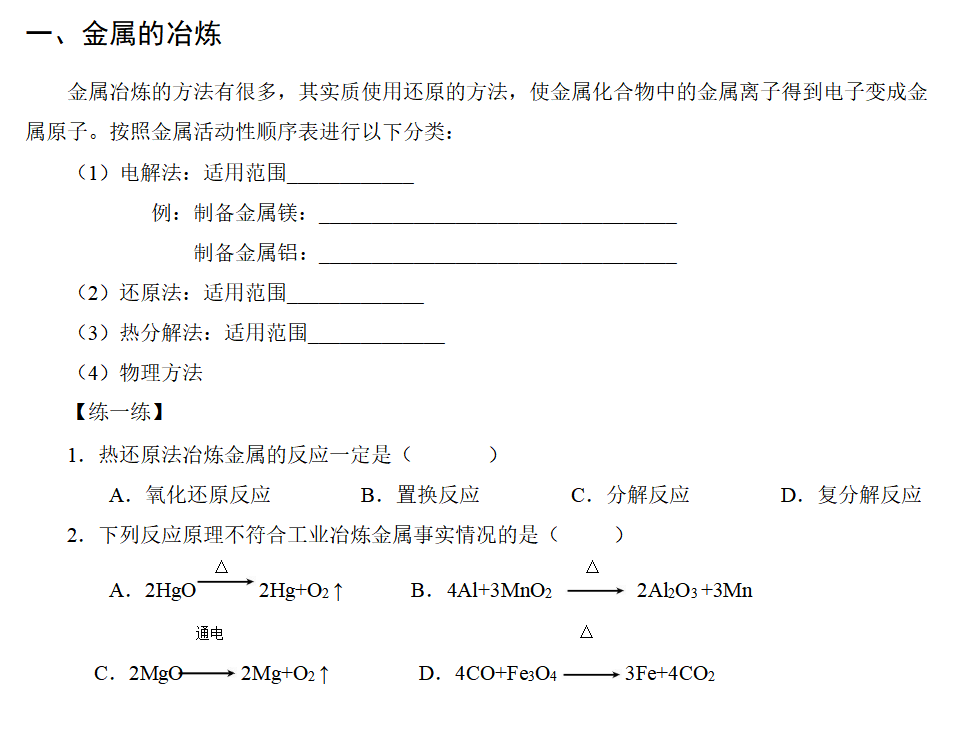 一、金属的冶炼
金属冶炼的方法有很多，其实质使用还原的方法，使金属化合物中的金属离子得到电子变成金
属原子。按照金属活动性顺序表进行以下分类：
（1）电解法：适用范围____________
例：制备金属镁：__________________________________
制备金属铝：__________________________________
（2）还原法：适用范围_____________
（3）热分解法：适用范围_____________
（4）物理方法
【练一练】
1．热还原法冶炼金属的反应一定是（ ）
A．氧化还原反应 B．置换反应 C．分解反应 D．复分解反应
2．下列反应原理不符合工业冶炼金属事实情况的是（ ）
△ △
A．2HgO⟶2Hg+O₂↑ B．4Al+3MnO₂ ⟶ 2Al₂O₃+3Mn
通电 △
C．2MgO⟶2Mg+O₂↑ D．4CO+Fe₃O₄ ⟶3Fe+4CO₂